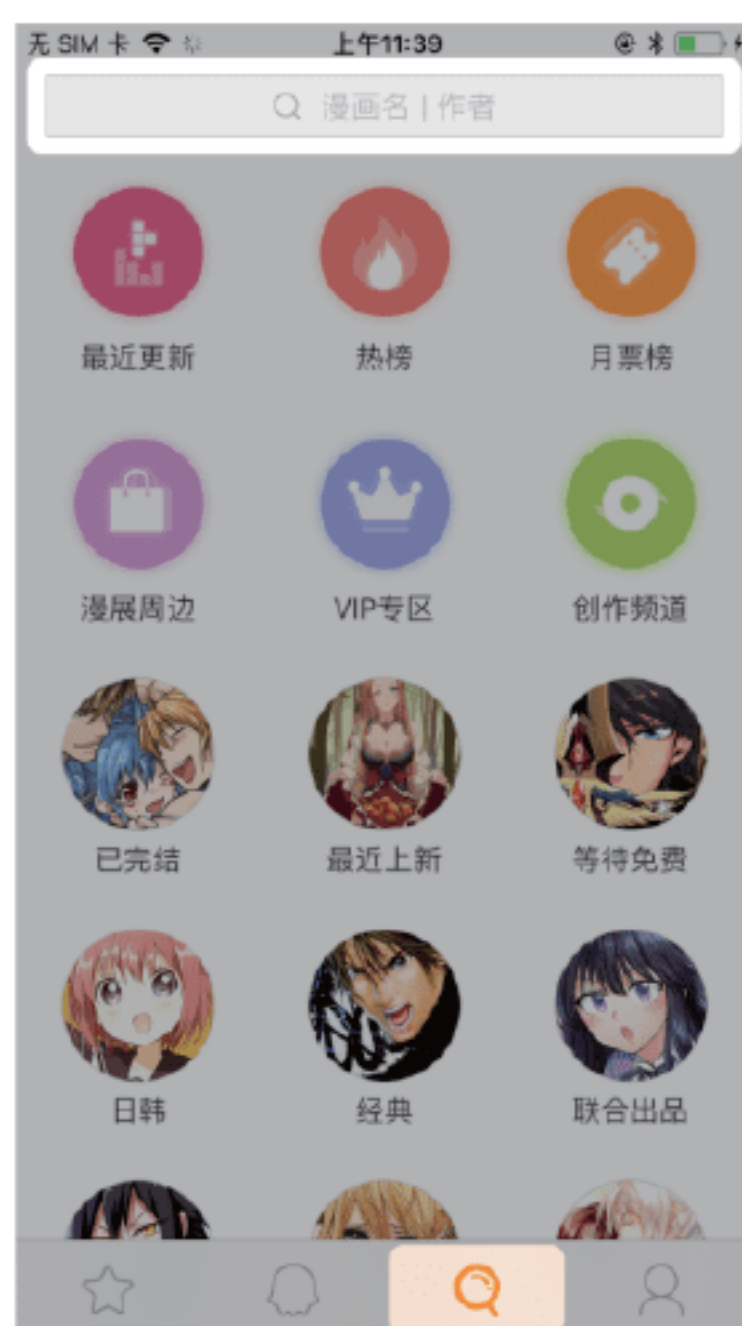 无 SIM 卡 上午11:39
漫画名 | 作者
最近更新 热榜 月票榜
漫展周边 VIP专区 创作频道
已完结 最近上新 等待免费
日韩 经典 联合出品